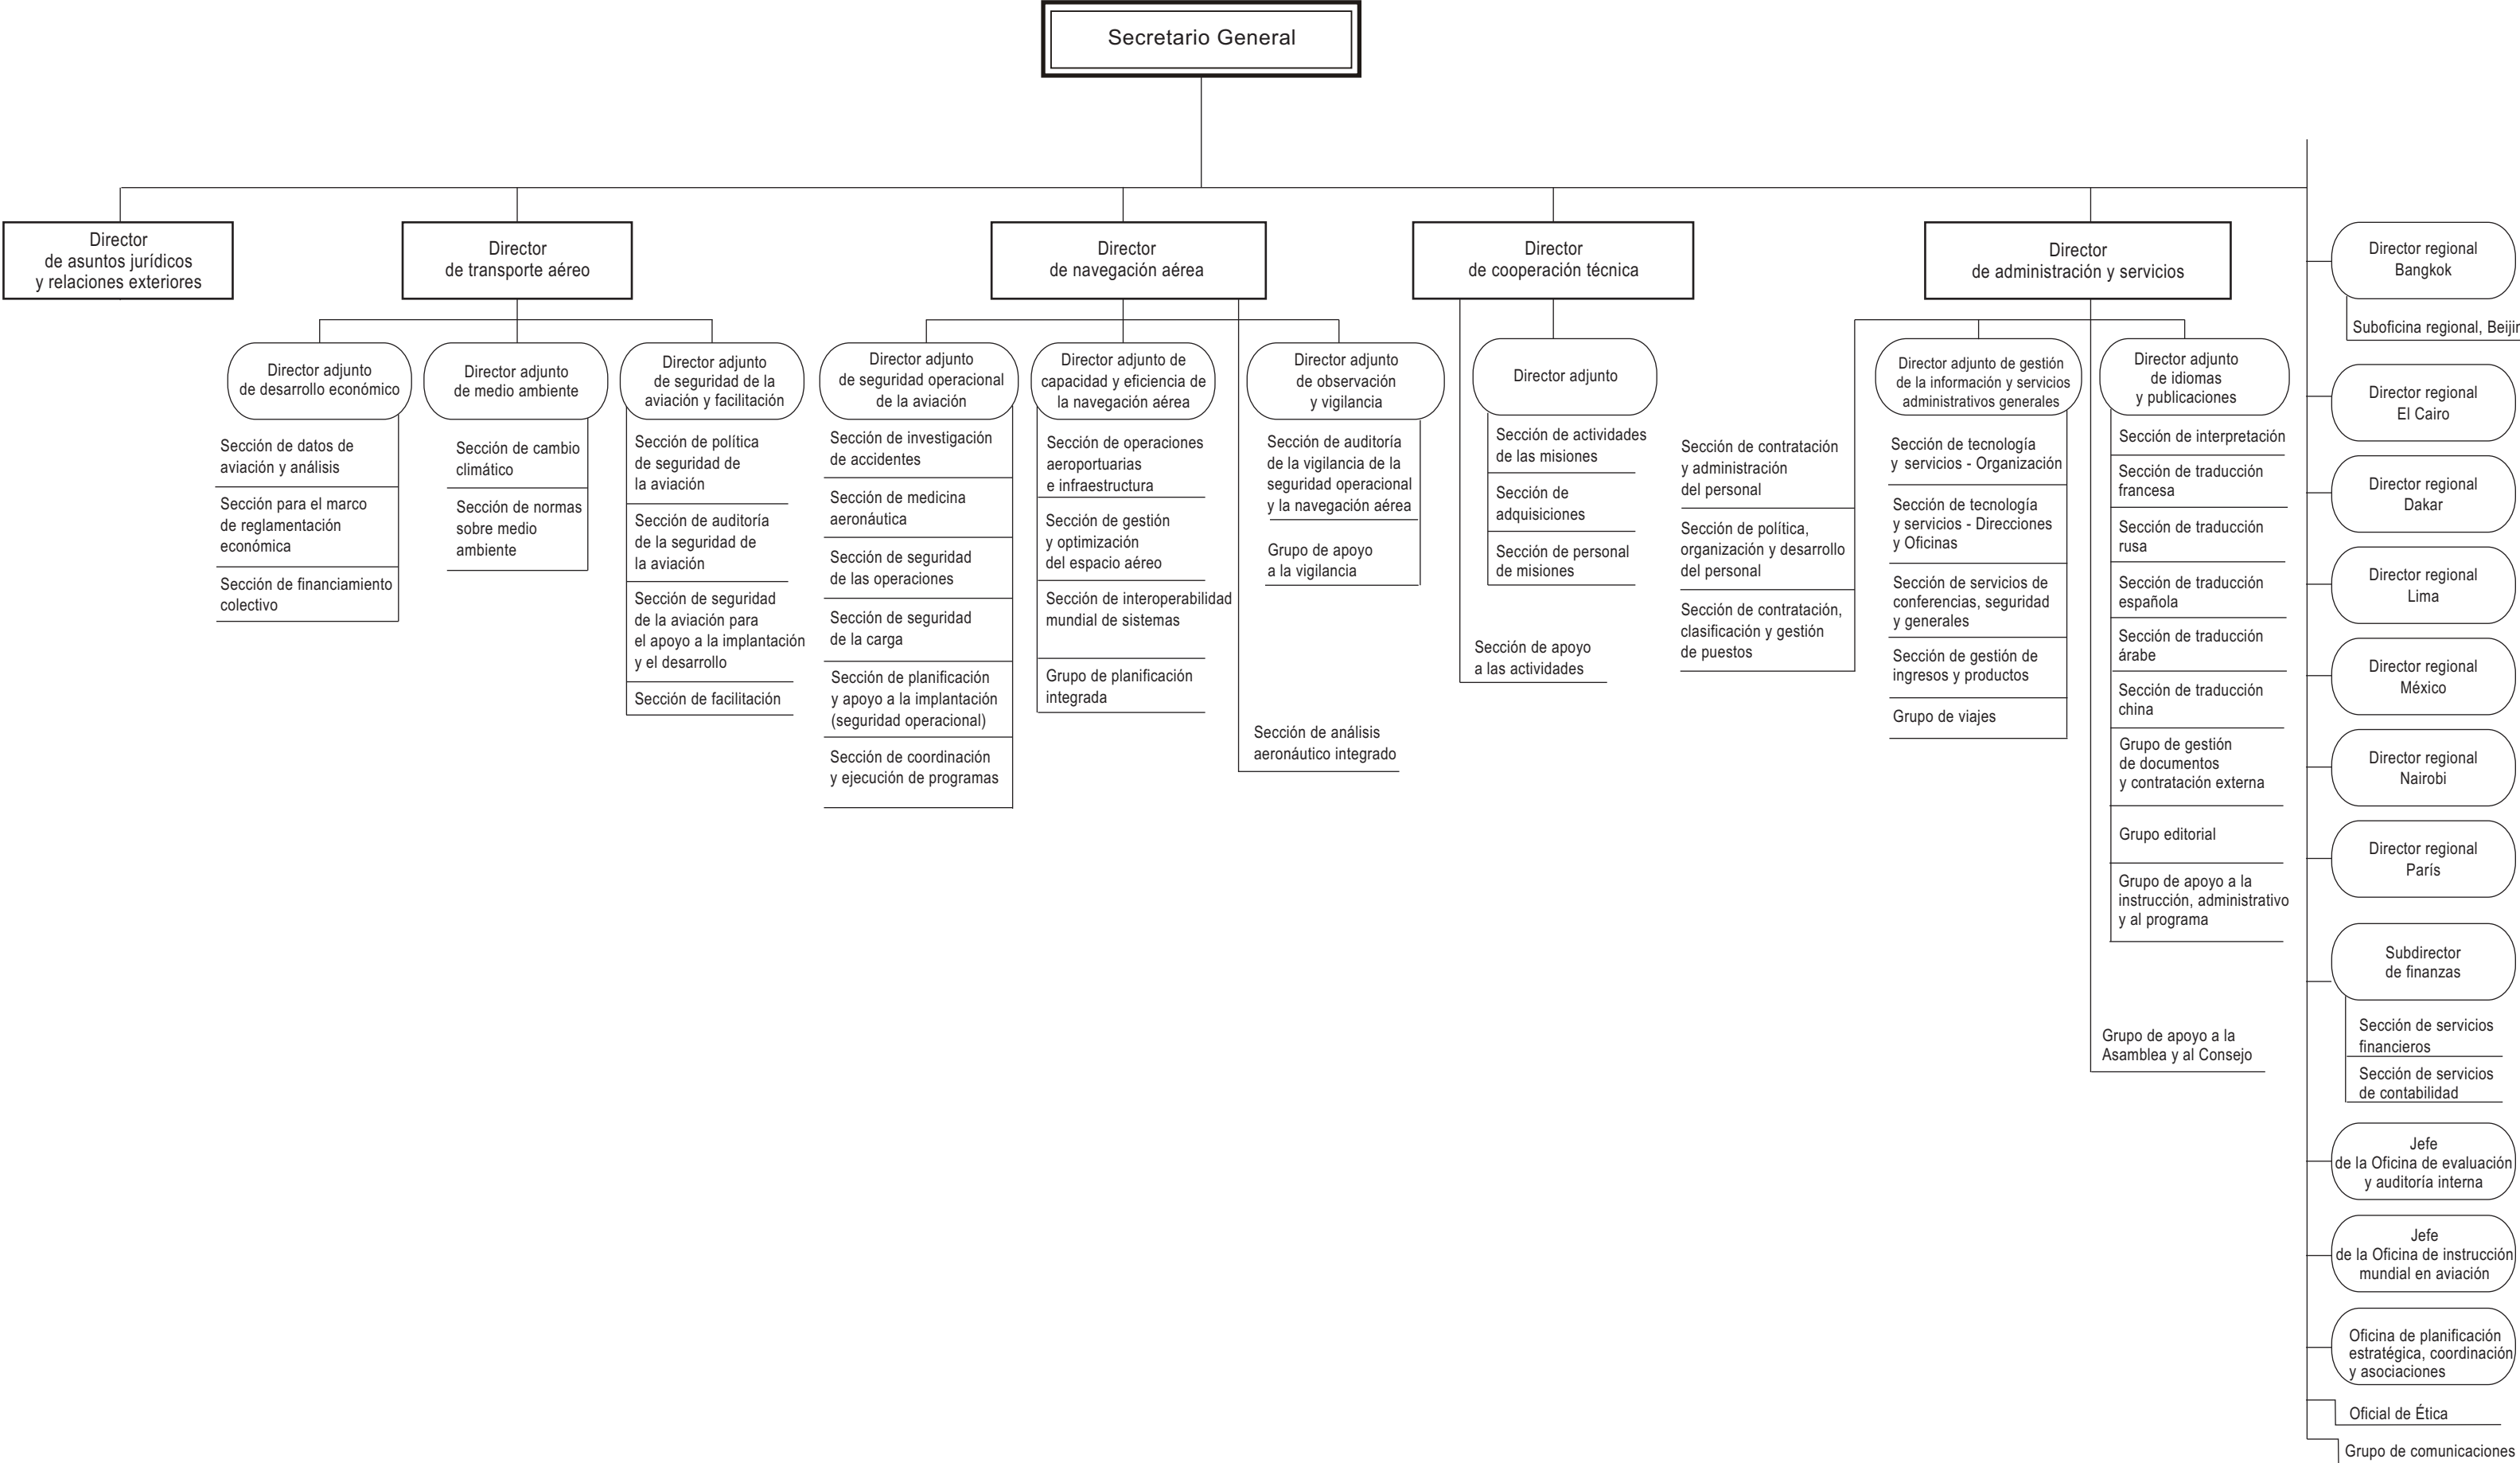 Secretario General
Director
de asuntos jurídicos
y relaciones exteriores
Director
de transporte aéreo
Director
de navegación aérea
Director
de cooperación técnica
Director
de administración y servicios
Director adjunto
de desarrollo económico
Sección de datos de
aviación y análisis
Sección para el marco
de reglamentación
económica
Sección de financiamiento
colectivo
Director adjunto
de medio ambiente
Sección de cambio
climático
Sección de normas
sobre medio
ambiente
Director adjunto
de seguridad de la
aviación y facilitación
Sección de política
de seguridad de
la aviación
Sección de auditoría
de la seguridad de
la aviación
Sección de seguridad
de la aviación para
el apoyo a la implantación
y el desarrollo
Sección de facilitación
Director adjunto
de seguridad operacional
de la aviación
Sección de investigación
de accidentes
Sección de medicina
aeronáutica
Sección de seguridad
de las operaciones
Sección de seguridad
de la carga
Sección de planificación
y apoyo a la implantación
(seguridad operacional)
Sección de coordinación
y ejecución de programas
Director adjunto de
capacidad y eficiencia de
la navegación aérea
Sección de operaciones
aeroportuarias
e infraestructura
Sección de gestión
y optimización
del espacio aéreo
Sección de interoperabilidad
mundial de sistemas
Grupo de planificación
integrada
Director adjunto
de observación
y vigilancia
Sección de auditoría
de la vigilancia de la
seguridad operacional
y la navegación aérea
Grupo de apoyo
a la vigilancia
Sección de análisis
aeronáutico integrado
Director adjunto
Sección de actividades
de las misiones
Sección de
adquisiciones
Sección de personal
de misiones
Sección de apoyo
a las actividades
Sección de contratación
y administración
del personal
Sección de política,
organización y desarrollo
del personal
Sección de contratación,
clasificación y gestión
de puestos
Director adjunto de gestión
de la información y servicios
administrativos generales
Sección de tecnología
y servicios - Organización
Sección de tecnología
y servicios - Direcciones
y Oficinas
Sección de servicios de
conferencias, seguridad
y generales
Sección de gestión de
ingresos y productos
Grupo de viajes
Director adjunto
de idiomas
y publicaciones
Sección de interpretación
Sección de traducción
francesa
Sección de traducción
rusa
Sección de traducción
española
Sección de traducción
árabe
Sección de traducción
china
Grupo de gestión
de documentos
y contratación externa
Grupo editorial
Grupo de apoyo a la
instrucción, administrativo
y al programa
Grupo de apoyo a la
Asamblea y al Consejo
Director regional
Bangkok
Suboficina regional, Beijin
Director regional
El Cairo
Director regional
Dakar
Director regional
Lima
Director regional
México
Director regional
Nairobi
Director regional
París
Subdirector
de finanzas
Sección de servicios
financieros
Sección de servicios
de contabilidad
Jefe
de la Oficina de evaluación
y auditoría interna
Jefe
de la Oficina de instrucción
mundial en aviación
Oficina de planificación
estratégica, coordinación
y asociaciones
Oficial de Ética
Grupo de comunicaciones